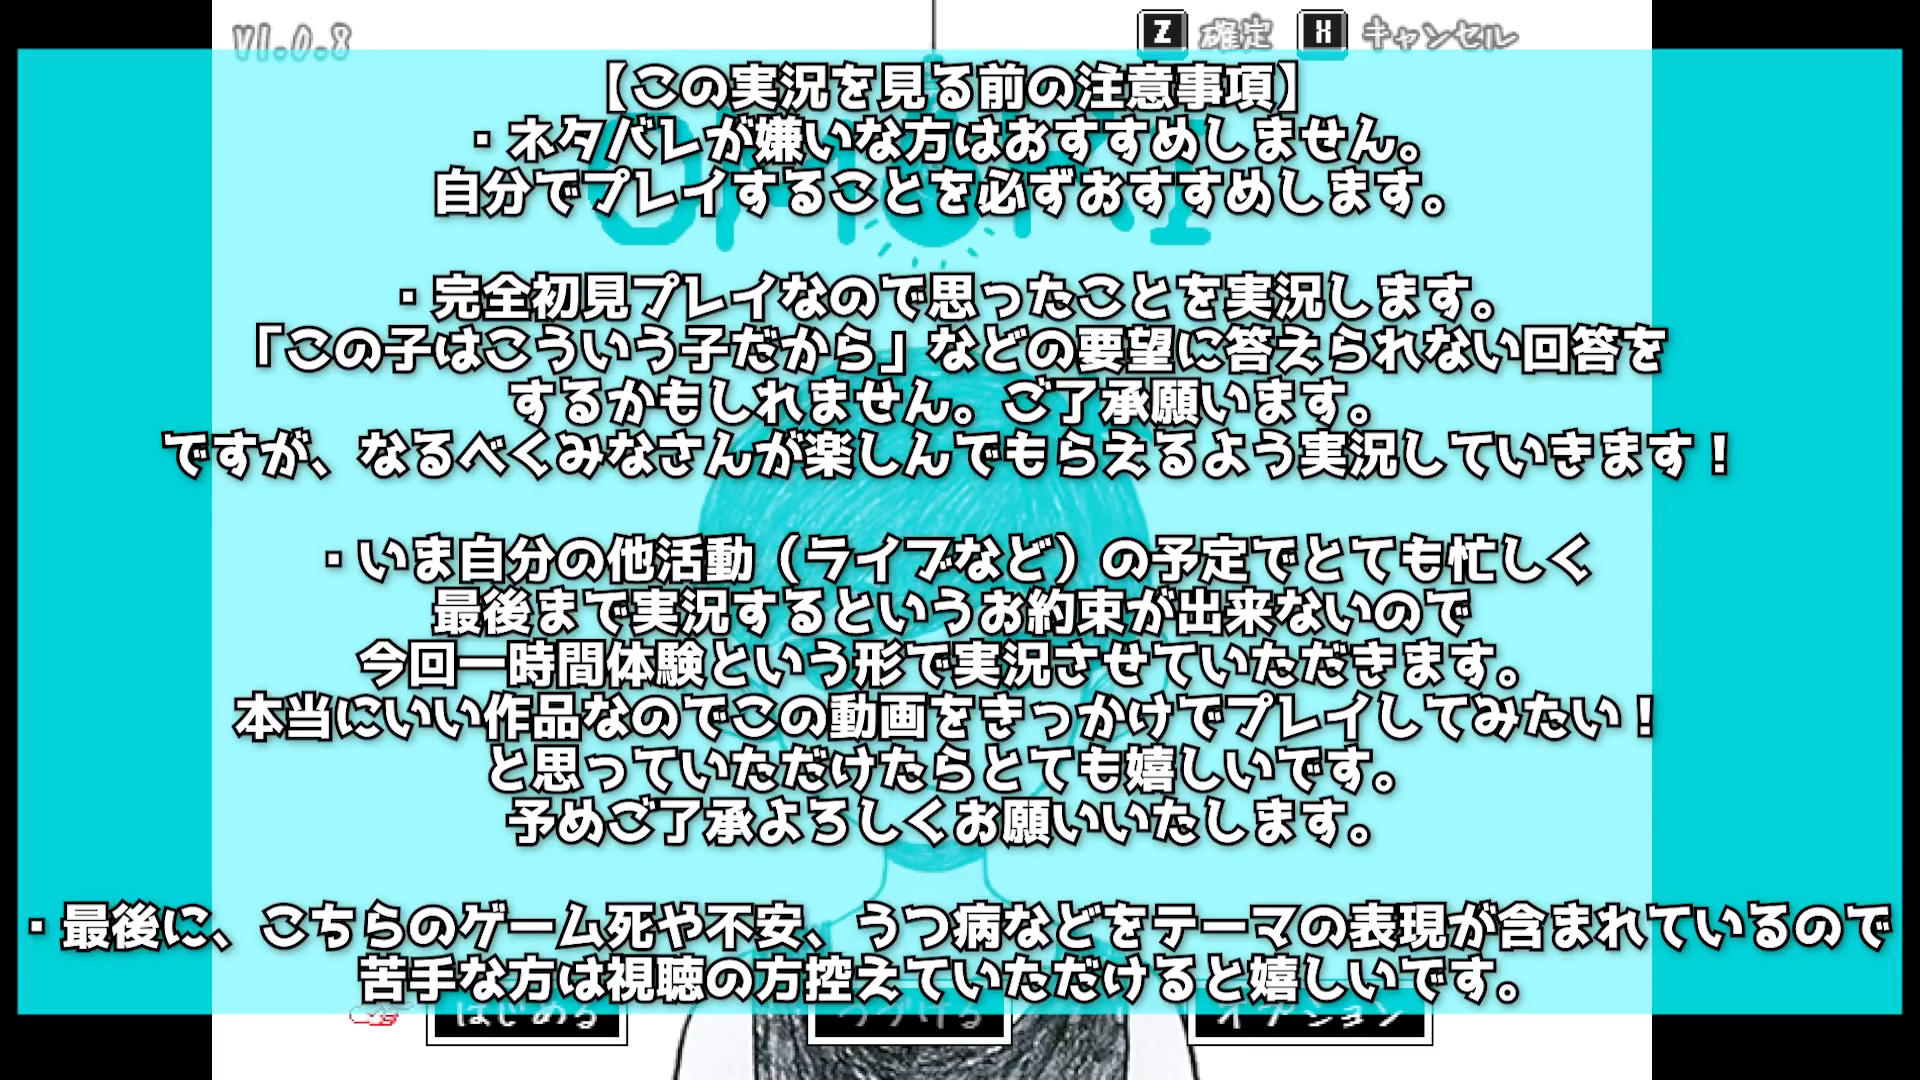 V1.0.8
Z 確定 X キャンセル
【この実況を見る前の注意事項】
・ネタバレが嫌いな方はおすすめしません。
自分でプレイすることを必ずおすすめします。
OMORI
・完全初見プレイなので思ったことを実況します。
「この子はこういう子だから」などの要望に答えられない回答を
するかもしれません。ご了承願います。
ですが、なるべくみなさんが楽しんでもらえるよう実況していきます！
・いま自分の他活動（ライブなど）の予定でとても忙しく
最後まで実況するというお約束が出来ないので
今回一時間体験という形で実況させていただきます。
本当にいい作品なのでこの動画をきっかけでプレイしてみたい！
と思っていただけたらとても嬉しいです。
予めご了承よろしくお願いいたします。
・最後に、こちらのゲーム死や不安、うつ病などをテーマの表現が含まれているので
苦手な方は視聴の方控えていただけると嬉しいです。
はじめる つづける オプション